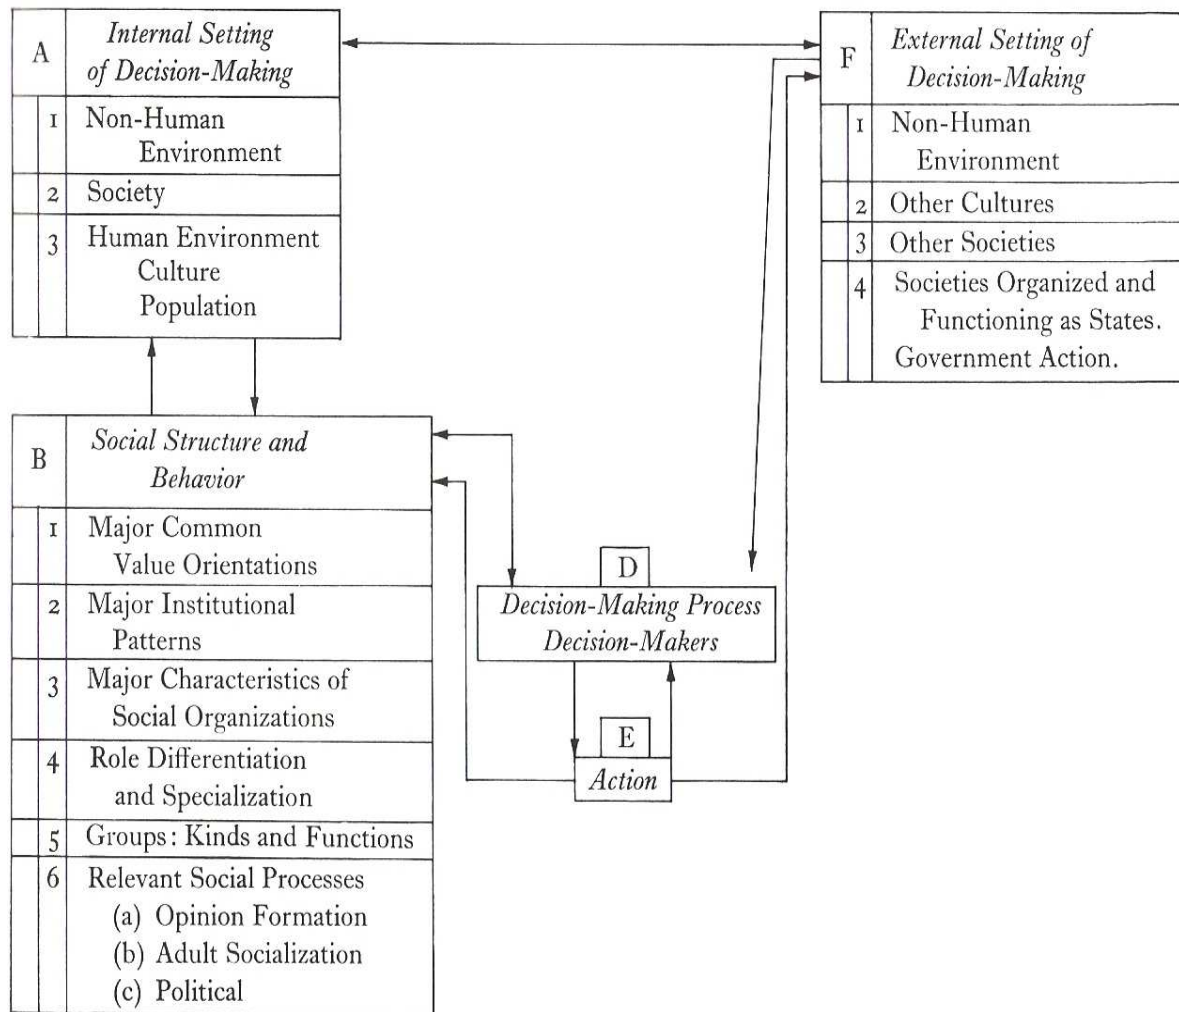 A
Internal Setting
of Decision-Making
1 Non-Human
Environment
2 Society
3 Human Environment
Culture
Population
F
External Setting of
Decision-Making
1 Non-Human
Environment
2 Other Cultures
3 Other Societies
4 Societies Organized and
Functioning as States.
Government Action.
B
Social Structure and
Behavior
1 Major Common
Value Orientations
2 Major Institutional
Patterns
3 Major Characteristics of
Social Organizations
4 Role Differentiation
and Specialization
5 Groups: Kinds and Functions
6 Relevant Social Processes
(a) Opinion Formation
(b) Adult Socialization
(c) Political
D
Decision-Making Process
Decision-Makers
E
Action